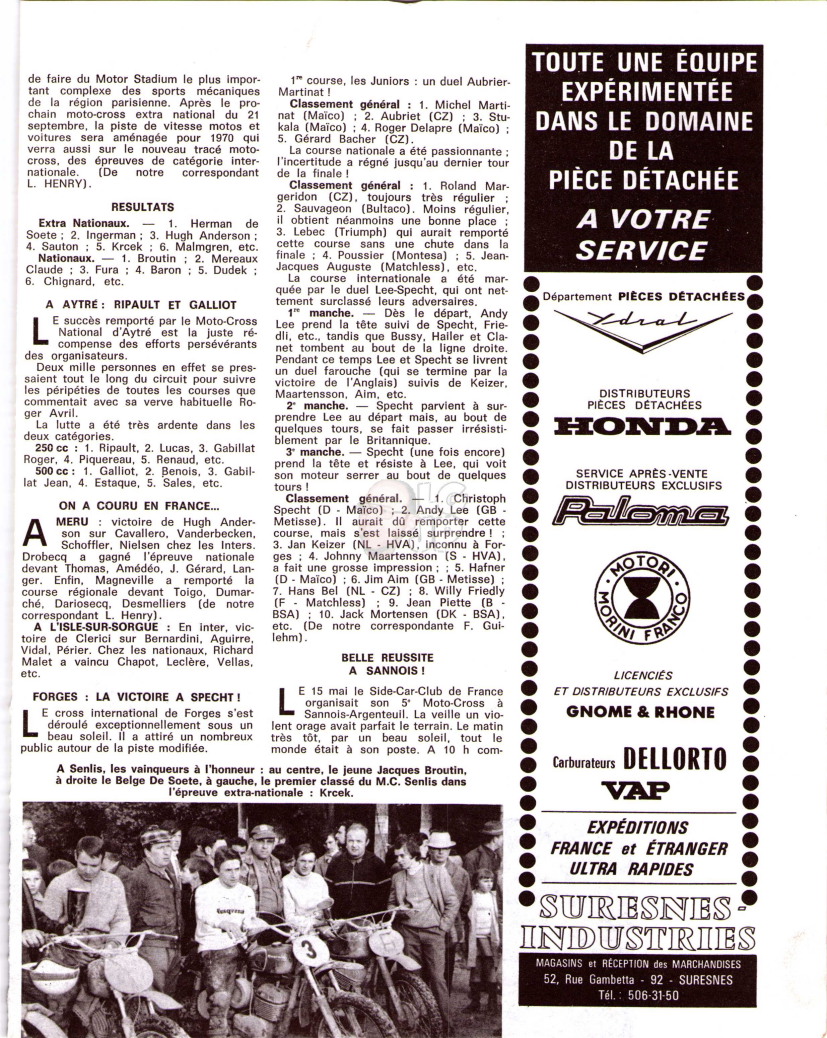 de faire du Motor Stadium le plus impor-
tant complexe des sports mécaniques
de la région parisienne. Après le pro-
chain moto-cross extra national du 21
septembre, la piste de vitesse motos et
voitures sera aménagée pour 1970 qui
verra aussi sur le nouveau tracé moto-
cross, des épreuves de catégorie inter-
nationale. (De notre correspondant
L. HENRY).
RESULTATS
Extra Nationaux. — 1. Herman de
Soete ; 2. Ingerman ; 3. Hugh Anderson ;
4. Sauton ; 5. Krcek ; 6. Malmgren, etc.
Nationaux. — 1. Broutin ; 2. Mereaux
Claude ; 3. Fura ; 4. Baron ; 5. Dudek ;
6. Chignard, etc.
A AYTRÉ : RIPAULT ET GALLIOT
LE succès remporté par le Moto-Cross
National d'Aytré est la juste ré-
compense des efforts persévérants
des organisateurs.
Deux mille personnes en effet se pres-
saient tout le long du circuit pour suivre
les péripéties de toutes les courses que
commentait avec sa verve habituelle Ro-
ger Avril.
La lutte a été très ardente dans les
deux catégories.
250 cc : 1. Ripault, 2. Lucas, 3. Gabillat
Roger, 4. Piquereau, 5. Renaud, etc.
500 cc : 1. Galliot, 2. Benois, 3. Gabil-
lat Jean, 4. Estaque, 5. Sales, etc.
ON A COURU EN FRANCE...
A MERU : victoire de Hugh Ander-
son sur Cavallero, Vanderbecken,
Schoffler, Nielsen chez les Inters.
Drobecq a gagné l'épreuve nationale
devant Thomas, Amédéo, J. Gérard, Lan-
ger. Enfin, Magneville a remporté la
course régionale devant Toigo, Dumar-
ché, Dariosecq, Desmelliers (de notre
correspondant L. Henry).
A L'ISLE-SUR-SORGUE : En inter, vic-
toire de Clerici sur Bernardini, Aguirre,
Vidal, Périer. Chez les nationaux, Richard
Malet a vaincu Chapot, Leclère, Vellas,
etc.
FORGES : LA VICTOIRE A SPECHT !
LE cross international de Forges s'est
déroulé exceptionnellement sous un
beau soleil. Il a attiré un nombreux
public autour de la piste modifiée.
1re course, les Juniors : un duel Aubrier-
Martinat !
Classement général : 1. Michel Marti-
nat (Maïco) ; 2. Aubriet (CZ) ; 3. Stu-
kala (Maïco) ; 4. Roger Delapre (Maïco) ;
5. Gérard Bacher (CZ).
La course nationale a été passionnante ;
l'incertitude a régné jusqu'au dernier tour
de la finale !
Classement général : 1. Roland Mar-
geridon (CZ), toujours très régulier ;
2. Sauvageon (Bultaco). Moins régulier,
il obtient néanmoins une bonne place ;
3. Lebec (Triumph) qui aurait remporté
cette course sans une chute dans la
finale ; 4. Poussier (Montesa) ; 5. Jean-
Jacques Auguste (Matchless), etc.
La course internationale a été mar-
quée par le duel Lee-Specht, qui ont net-
tement surclassé leurs adversaires.
1re manche. — Dès le départ, Andy
Lee prend la tête suivi de Specht, Frie-
dli, etc., tandis que Bussy, Hailer et Cla-
net tombent au bout de la ligne droite.
Pendant ce temps Lee et Specht se livrent
un duel farouche (qui se termine par la
victoire de l'Anglais) suivis de Keizer,
Maartensson, Aim, etc.
2e manche. — Specht parvient à sur-
prendre Lee au départ mais, au bout de
quelques tours, se fait passer irrésisti-
blement par le Britannique.
3e manche. — Specht (une fois encore)
prend la tête et résiste à Lee, qui voit
son moteur serrer au bout de quelques
tours !
Classement général. — 1. Christoph
Specht (D - Maïco) ; 2. Andy Lee (GB -
Metisse). Il aurait dû remporter cette
course, mais s'est laissé surprendre ! ;
3. Jan Keizer (NL - HVA), inconnu à For-
ges ; 4. Johnny Maartensson (S - HVA),
a fait une grosse impression ; ; 5. Hafner
(D - Maïco) ; 6. Jim Aim (GB - Metisse) ;
7. Hans Bel (NL - CZ) ; 8. Willy Friedly
(F - Matchless) ; 9. Jean Piette (B -
BSA) ; 10. Jack Mortensen (DK - BSA),
etc. (De notre correspondante F. Gui-
lehm).
BELLE REUSSITE
A SANNOIS !
LE 15 mai le Side-Car-Club de France
organisait son 5e Moto-Cross à
Sannois-Argenteuil. La veille un vio-
lent orage avait parfait le terrain. Le matin
très tôt, par un beau soleil, tout le
monde était à son poste. A 10 h com-
A Senlis, les vainqueurs à l'honneur : au centre, le jeune Jacques Broutin,
à droite le Belge De Soete, à gauche, le premier classé du M.C. Senlis dans
l'épreuve extra-nationale : Krcek.
Husqvarna
3
TOUTE UNE ÉQUIPE
EXPÉRIMENTÉE
DANS LE DOMAINE
DE LA
PIÈCE DÉTACHÉE
A VOTRE
SERVICE
Département PIÈCES DÉTACHÉES
Ydral
DISTRIBUTEURS
PIÈCES DÉTACHÉES
HONDA
SERVICE APRÈS-VENTE
DISTRIBUTEURS EXCLUSIFS
Paloma
MOTORI
MORINI FRANCO
LICENCIÉS
ET DISTRIBUTEURS EXCLUSIFS
GNOME & RHONE
Carburateurs DELLORTO
VAP
EXPÉDITIONS
FRANCE et ÉTRANGER
ULTRA RAPIDES
SURESNES-
INDUSTRIES
MAGASINS et RÉCEPTION des MARCHANDISES
52, Rue Gambetta - 92 - SURESNES
Tél. : 506-31-50